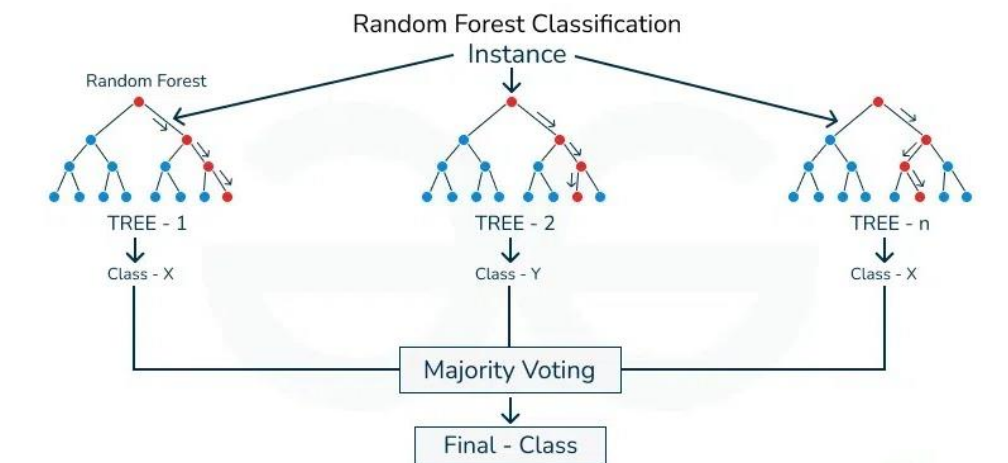 Random Forest Classification
Instance
Random Forest
TREE - 1
TREE - 2
TREE - n
Class - X
Class - Y
Class - X
Majority Voting
Final - Class